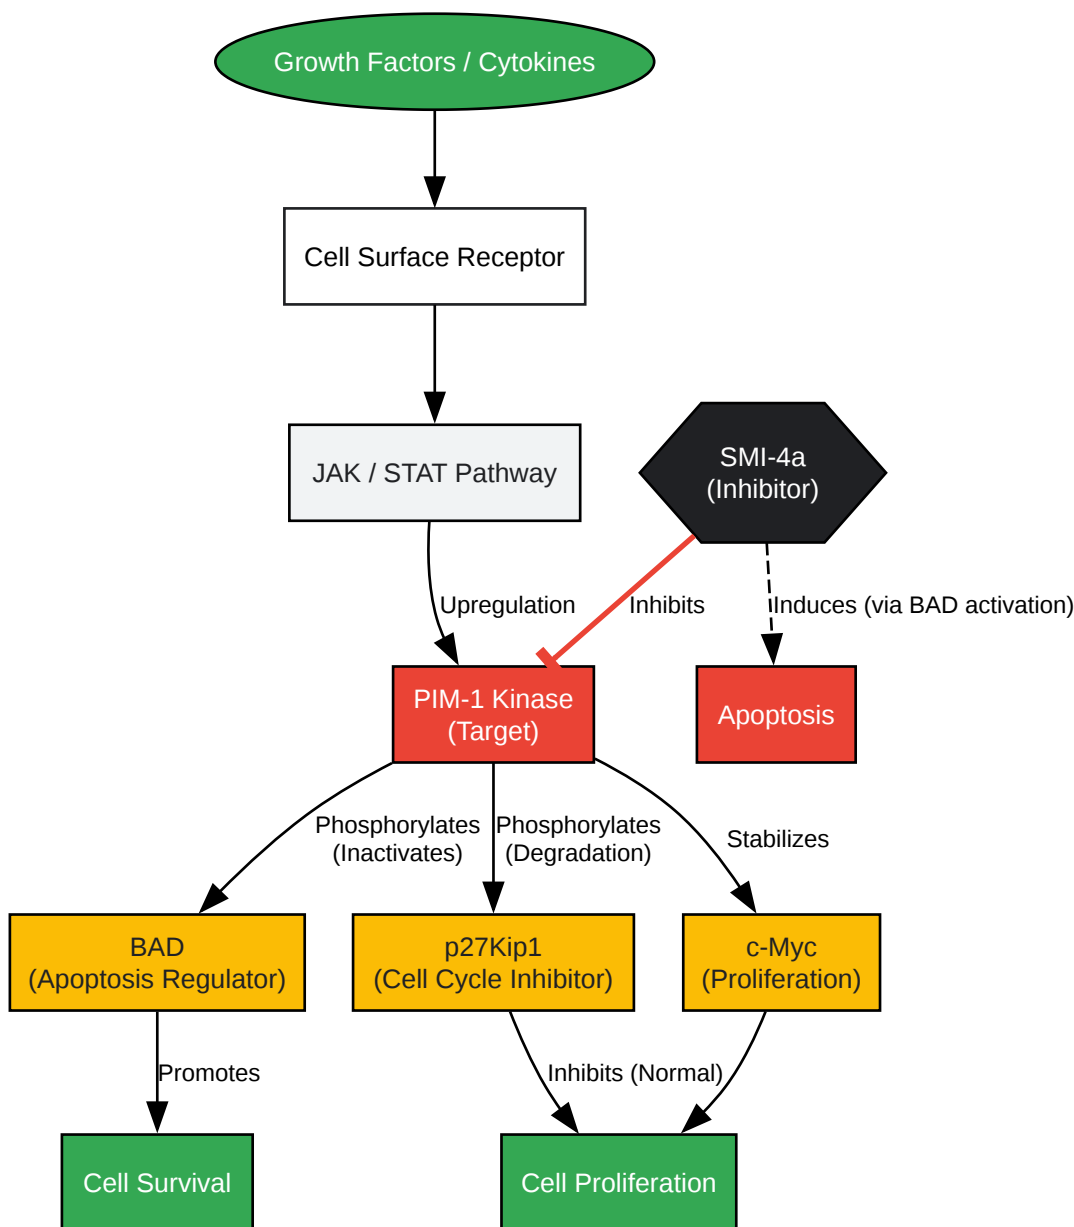 Growth Factors / Cytokines
Cell Surface Receptor
JAK / STAT Pathway
SMI-4a
(Inhibitor)
Upregulation
Inhibits
Induces (via BAD activation)
PIM-1 Kinase
(Target)
Apoptosis
Phosphorylates
(Inactivates)
Phosphorylates
(Degradation)
Stabilizes
BAD
(Apoptosis Regulator)
p27Kip1
(Cell Cycle Inhibitor)
c-Myc
(Proliferation)
Promotes
Inhibits (Normal)
Cell Survival
Cell Proliferation